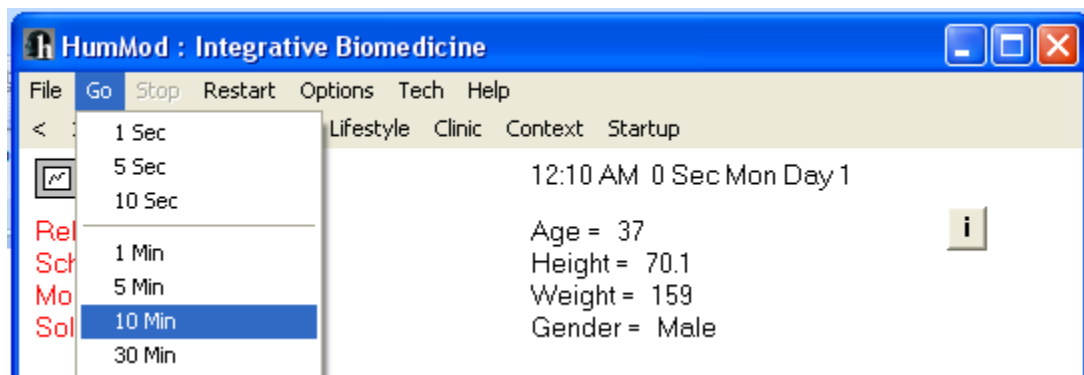 HumMod : Integrative Biomedicine
File Go Stop Restart Options Tech Help
< Lifestyle Clinic Context Startup
1 Sec
5 Sec
10 Sec
1 Min
5 Min
10 Min
30 Min
12:10 AM 0 Sec Mon Day 1
Age = 37
Height = 70.1
Weight = 159
Gender = Male
i